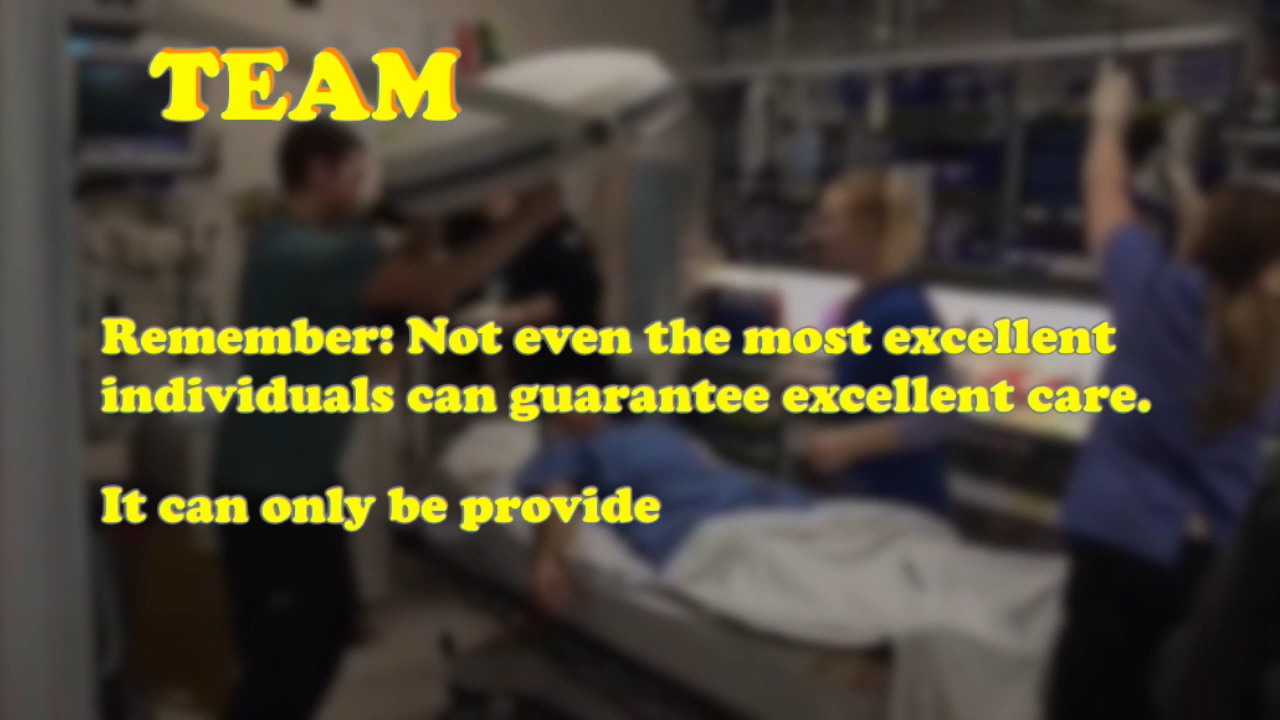 TEAM
Remember: Not even the most excellent
individuals can guarantee excellent care.
It can only be provide